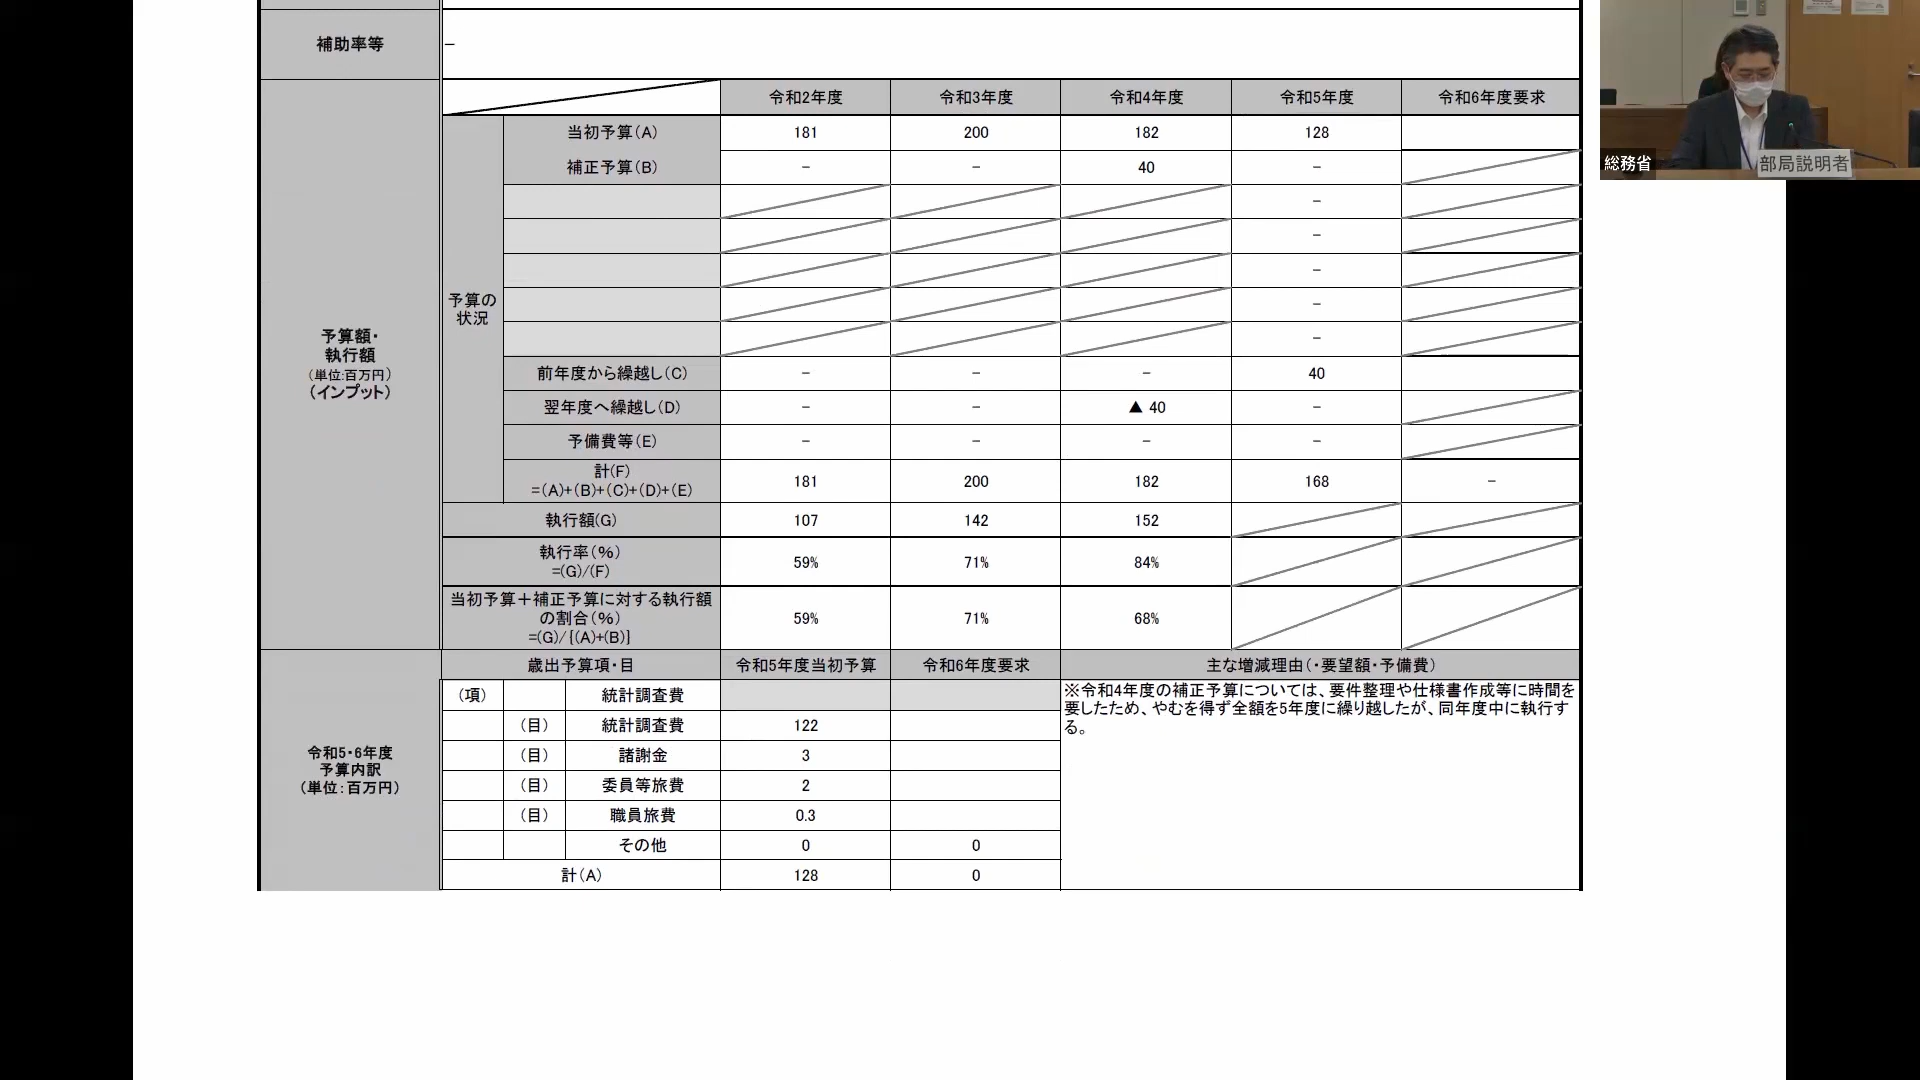 補助率等 －
令和2年度 令和3年度 令和4年度 令和5年度 令和6年度要求
予算額・
執行額
（単位:百万円）
（インプット）
予算の
状況
当初予算（A） 181 200 182 128
補正予算（B） － － 40 －
－
－
－
－
－
前年度から繰越し（C） － － － 40
翌年度へ繰越し（D） － － ▲ 40 －
予備費等（E） － － － －
計（F）
=（A）+（B）+（C）+（D）+（E） 181 200 182 168 －
執行額（G） 107 142 152
執行率（％）
=（G）/（F） 59% 71% 84%
当初予算＋補正予算に対する執行額
の割合（％）
=（G）/［（A）+（B）］ 59% 71% 68%
令和5・6年度
予算内訳
（単位：百万円）
歳出予算項・目 令和5年度当初予算 令和6年度要求 主な増減理由（・要望額・予備費）
（項） 統計調査費
（目） 統計調査費 122
（目） 諸謝金 3
（目） 委員等旅費 2
（目） 職員旅費 0.3
その他 0 0
計（A） 128 0
※令和4年度の補正予算については、要件整理や仕様書作成等に時間を
要したため、やむを得ず全額を5年度に繰り越したが、同年度中に執行す
る。
総務省
部局説明者